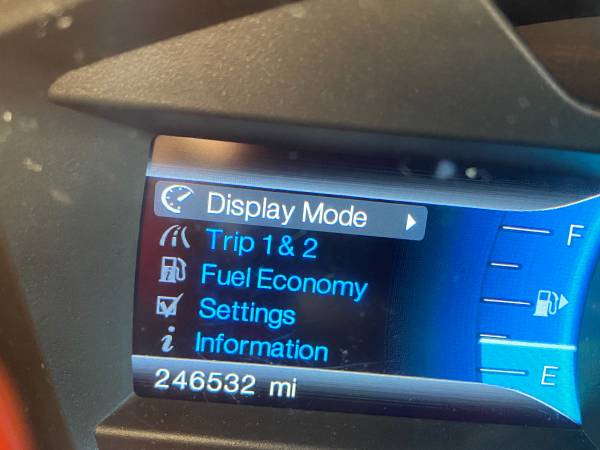 Display Mode
Trip 1 & 2
Fuel Economy
Settings
Information
246532 mi
F
E